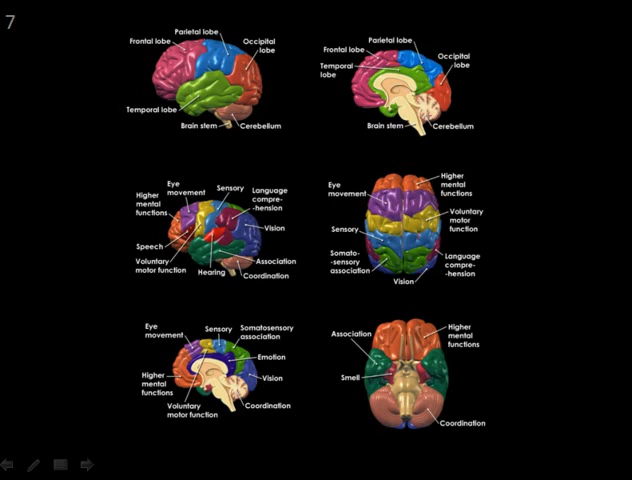 7
Parietal lobe
Frontal lobe
Occipital
lobe
Temporal lobe
Brain stem
Cerebellum
Parietal lobe
Frontal lobe
Occipital
lobe
Temporal
lobe
Brain stem
Cerebellum
Eye
movement
Sensory
Language
compre-
hension
Higher
mental
functions
Vision
Speech
Voluntary
motor function
Hearing
Association
Coordination
Higher
mental
functions
Eye
movement
Voluntary
motor
function
Sensory
Somato-
-sensory
association
Language
compre-
-hension
Vision
Eye
movement
Sensory
Somatosensory
association
Emotion
Higher
mental
functions
Vision
Voluntary
motor function
Coordination
Association
Higher
mental
functions
Smell
Coordination